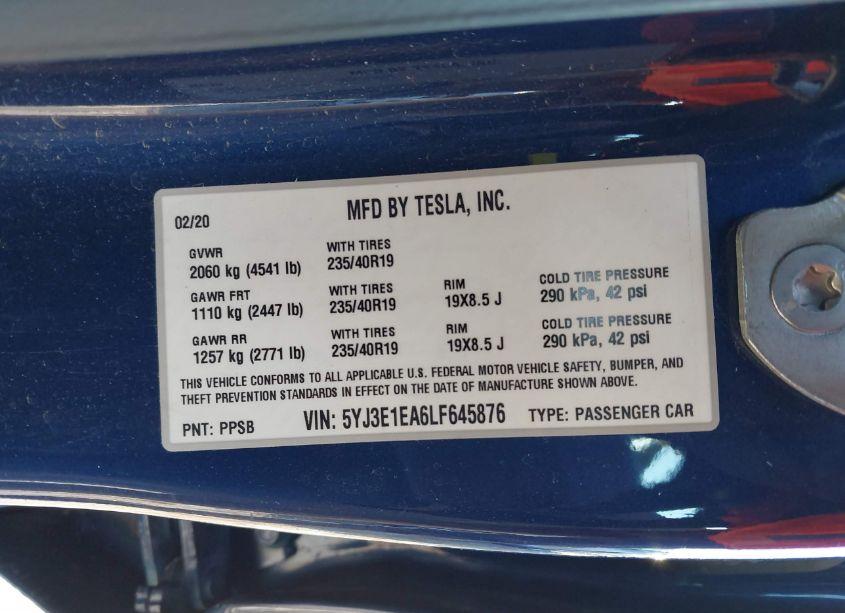 MFD BY TESLA, INC.
02/20
GVWR WITH TIRES
2060 kg (4541 lb) 235/40R19
GAWR FRT WITH TIRES RIM COLD TIRE PRESSURE
1110 kg (2447 lb) 235/40R19 19X8.5 J 290 kPa, 42 psi
GAWR RR WITH TIRES RIM COLD TIRE PRESSURE
1257 kg (2771 lb) 235/40R19 19X8.5 J 290 kPa, 42 psi
THIS VEHICLE CONFORMS TO ALL APPLICABLE U.S. FEDERAL MOTOR VEHICLE SAFETY, BUMPER, AND
THEFT PREVENTION STANDARDS IN EFFECT ON THE DATE OF MANUFACTURE SHOWN ABOVE.
PNT: PPSB VIN: 5YJ3E1EA6LF645876 TYPE: PASSENGER CAR